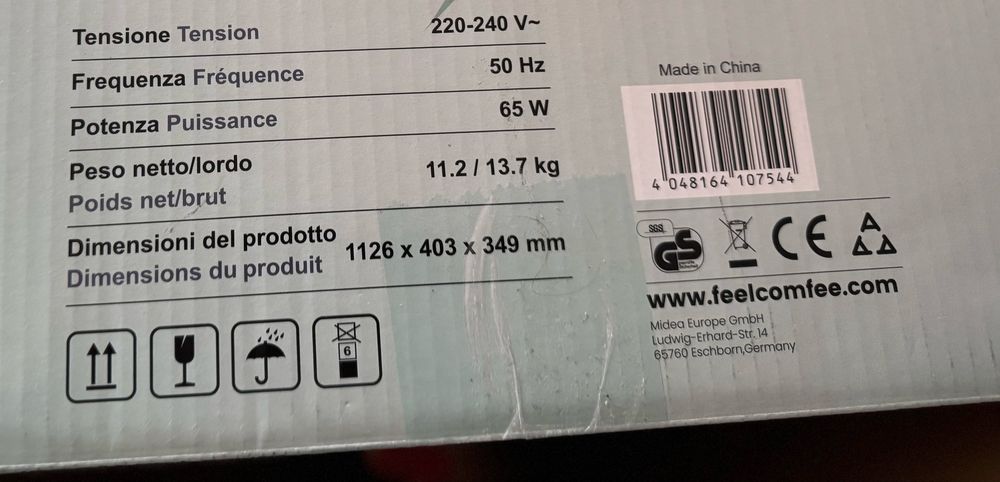 Tensione Tension 220-240 V~
Frequenza Fréquence 50 Hz
Potenza Puissance 65 W
Peso netto/lordo 11.2 / 13.7 kg
Poids net/brut
Dimensioni del prodotto 1126 x 403 x 349 mm
Dimensions du produit
6
Made in China
4 048164 107544
SGS
GS
geprüfte
Sicherheit
CE
www.feelcomfee.com
Midea Europe GmbH
Ludwig-Erhard-Str. 14
65760 Eschborn,Germany